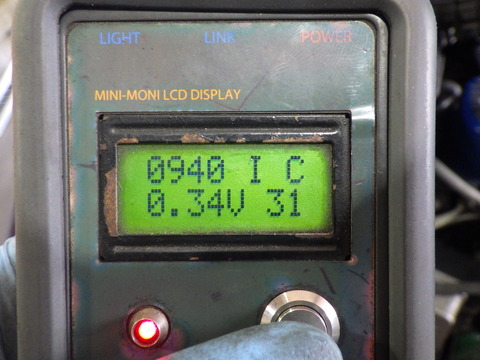 LIGHT LINK POWER
MINI-MONI LCD DISPLAY
0940 I C
0.34V 31